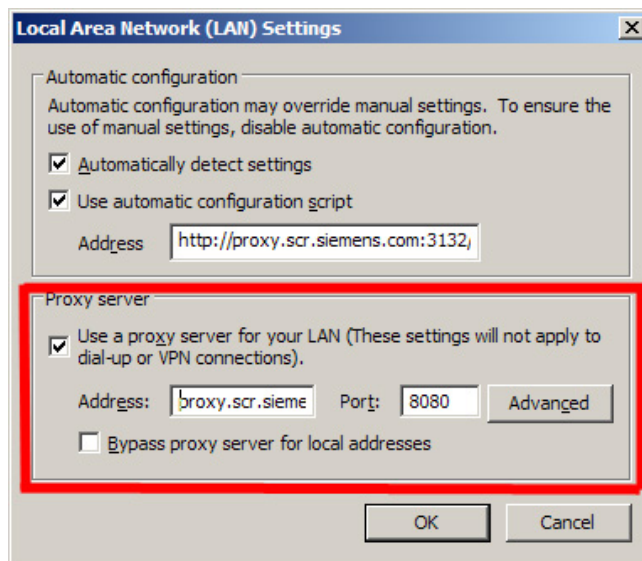 Local Area Network (LAN) Settings
Automatic configuration
Automatic configuration may override manual settings. To ensure the
use of manual settings, disable automatic configuration.
Automatically detect settings
Use automatic configuration script
Address http://proxy.scr.siemens.com:3132/
Proxy server
Use a proxy server for your LAN (These settings will not apply to
dial-up or VPN connections).
Address: proxy.scr.sieme Port: 8080 Advanced
Bypass proxy server for local addresses
OK Cancel